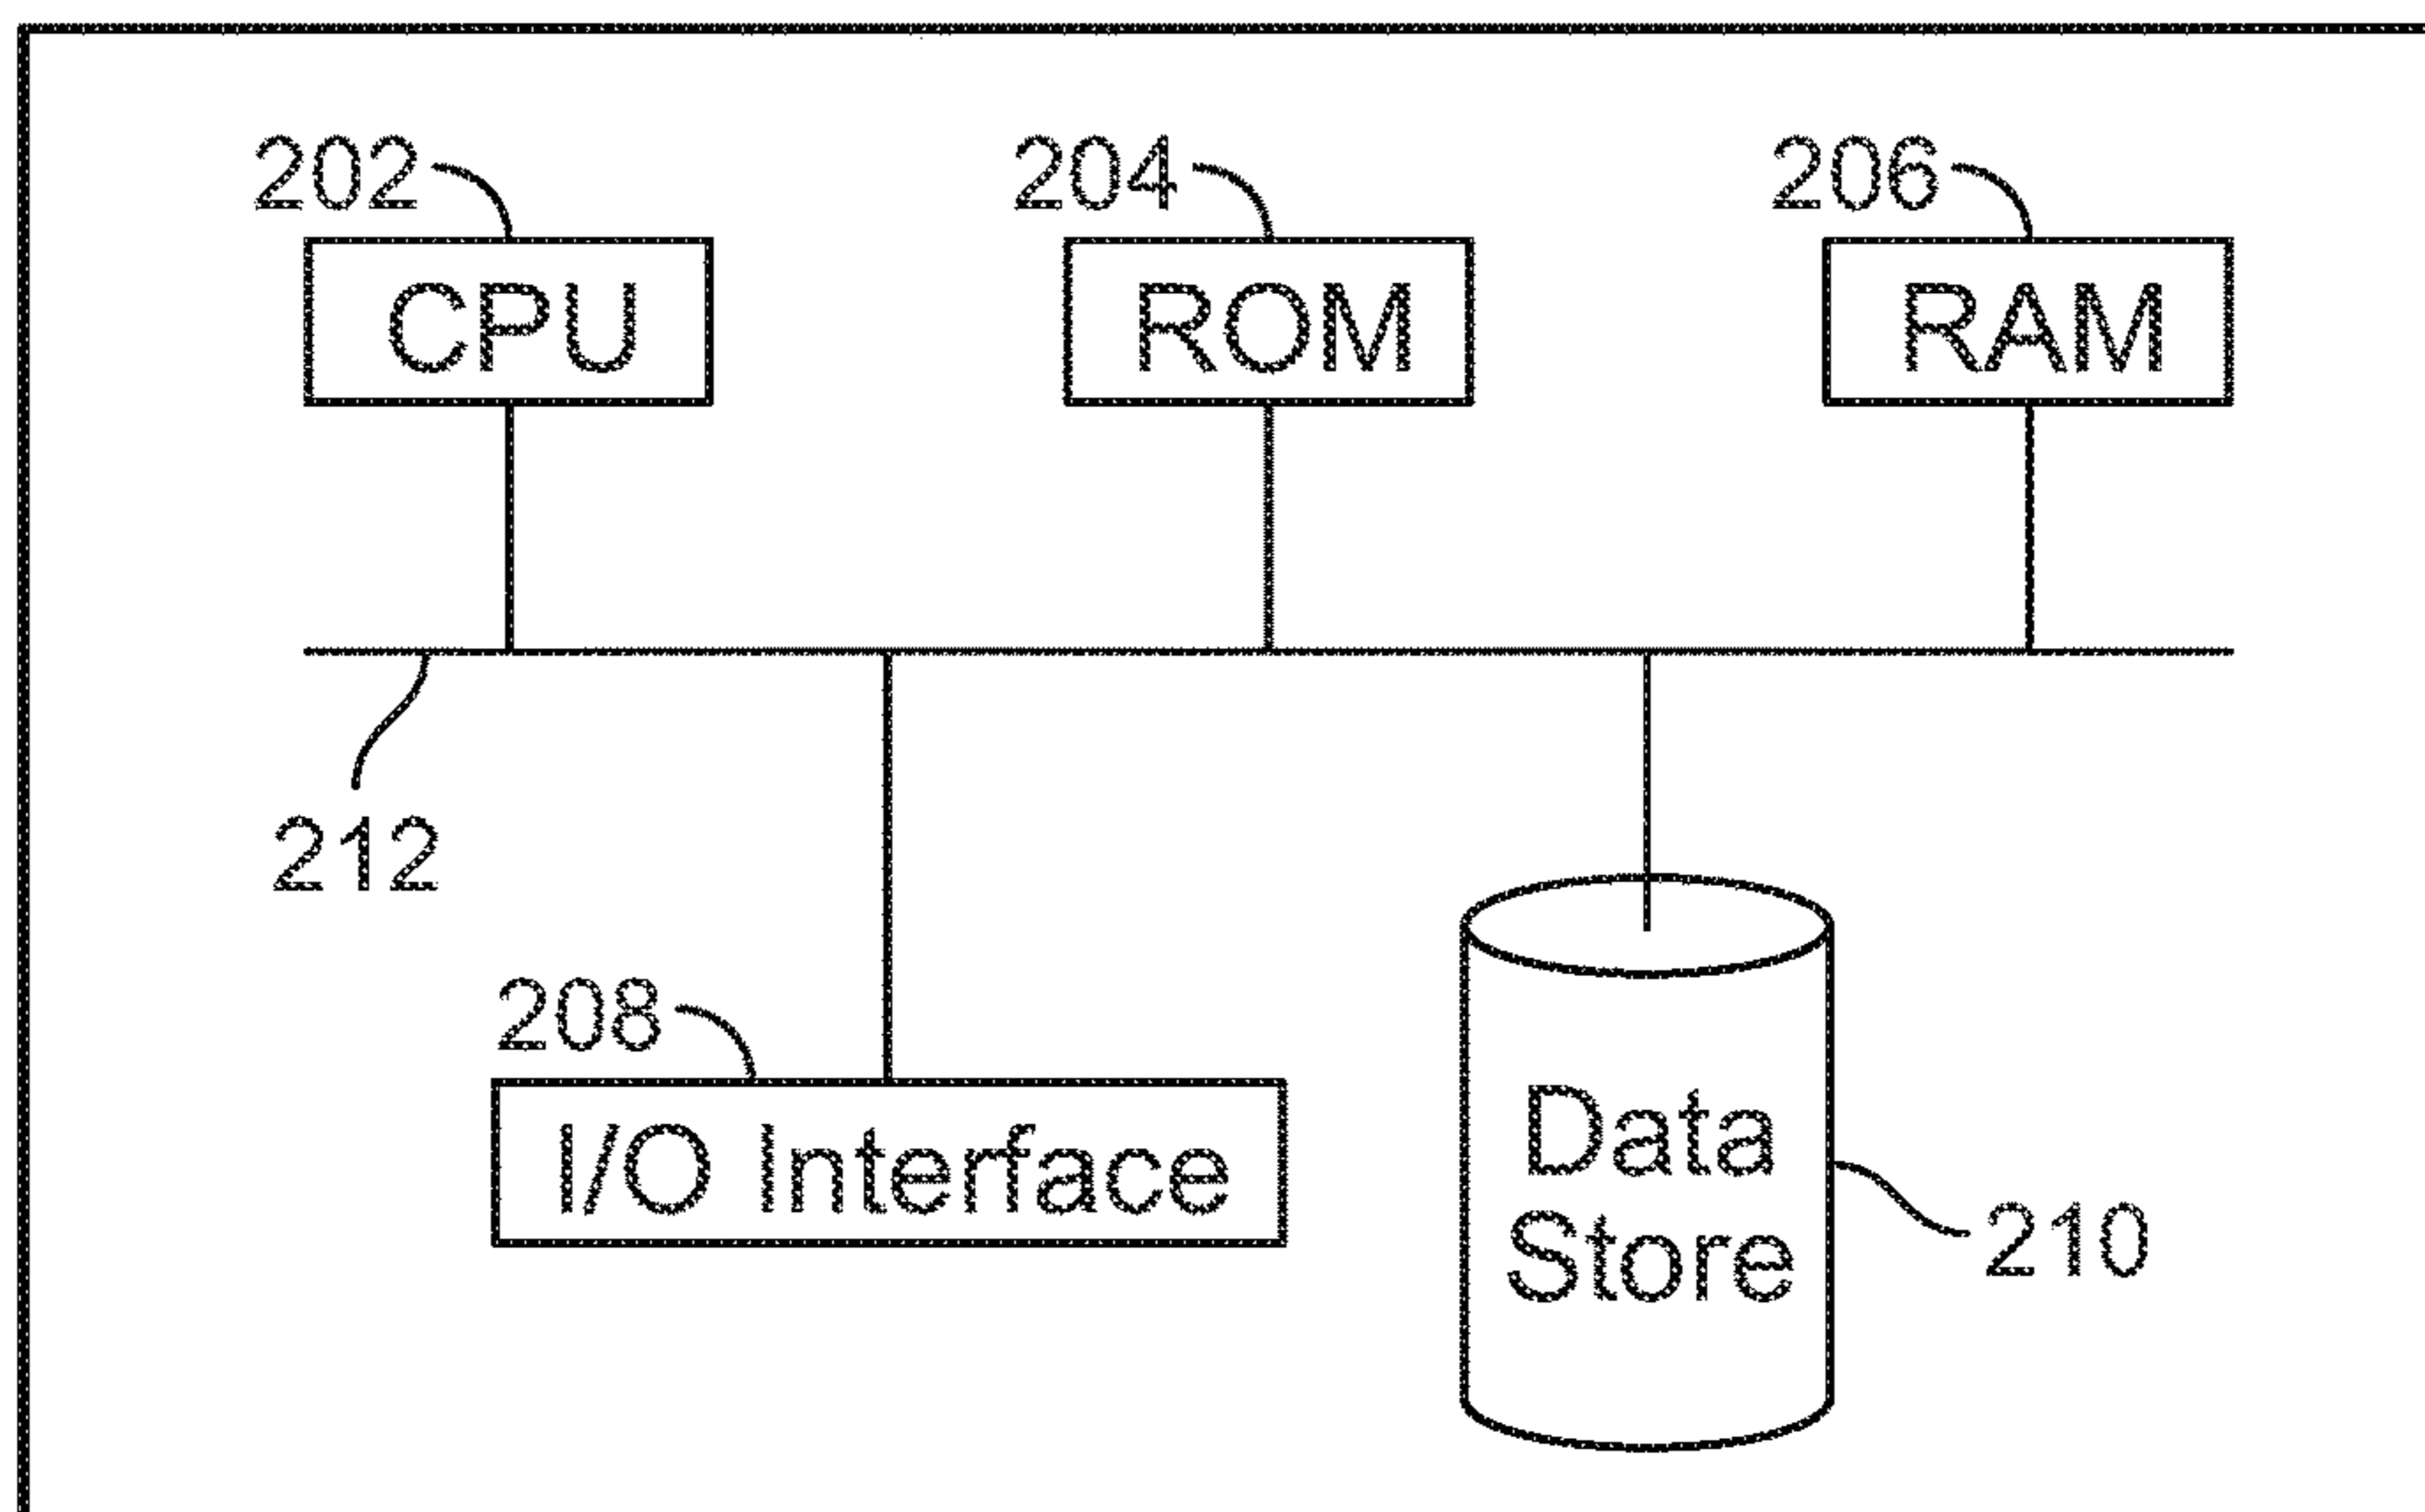 202
204
206
CPU
ROM
RAM
212
208
I/O Interface
Data
Store
210